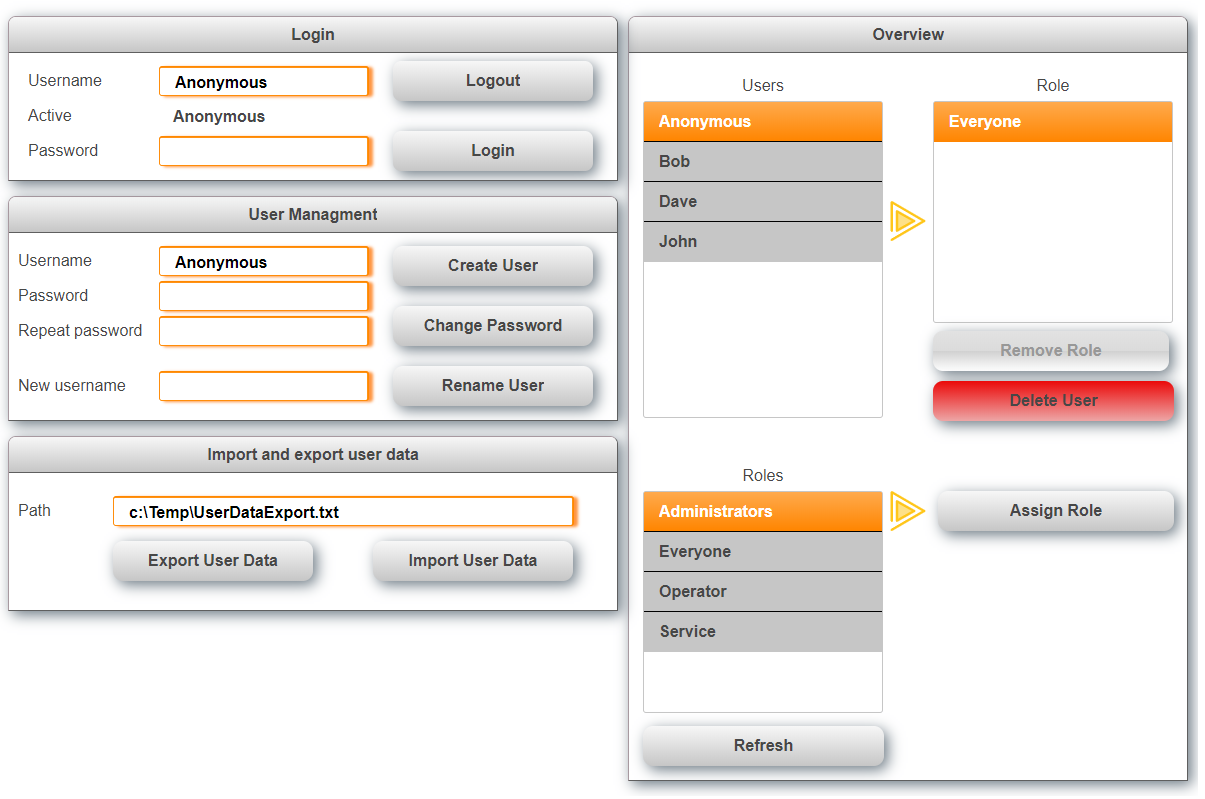 Login
Username
Anonymous
Logout
Active
Anonymous
Password
Login
User Managment
Username
Anonymous
Create User
Password
Repeat password
Change Password
New username
Rename User
Import and export user data
Path
c:\Temp\UserDataExport.txt
Export User Data
Import User Data
Overview
Users
Role
Anonymous
Bob
Dave
John
Everyone
Remove Role
Delete User
Roles
Administrators
Everyone
Operator
Service
Assign Role
Refresh